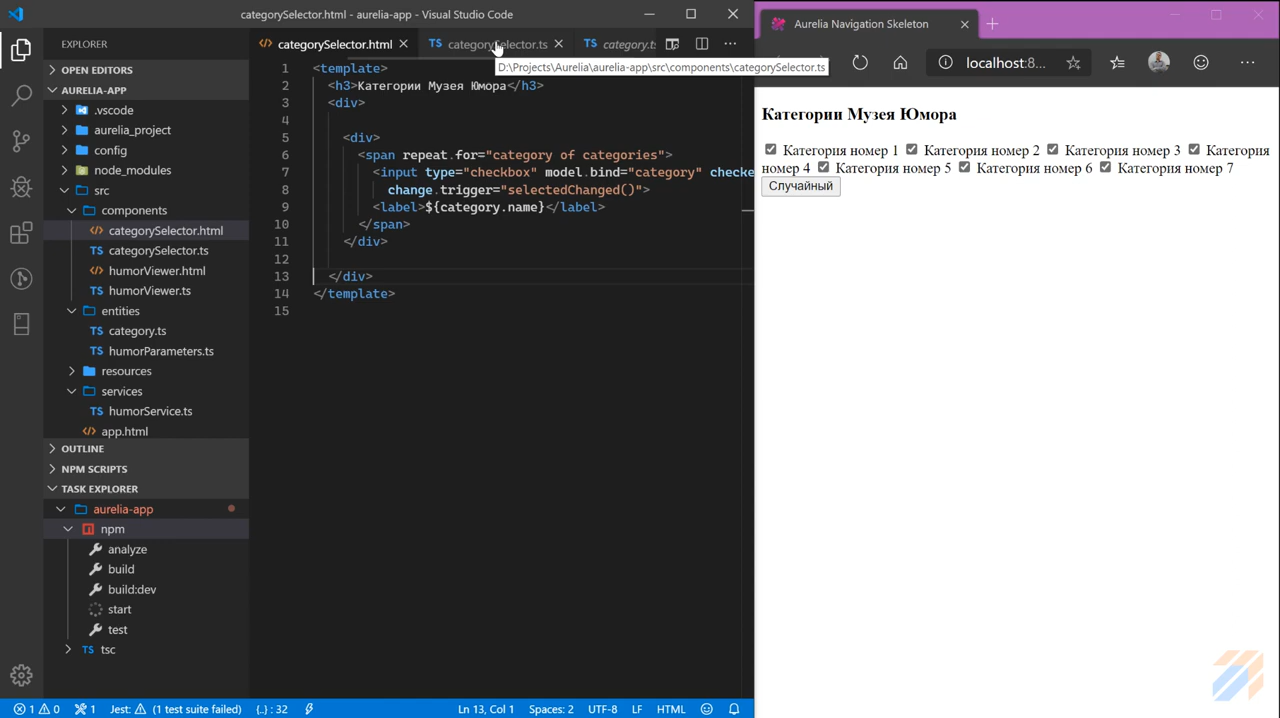 categorySelector.html - aurelia-app - Visual Studio Code
EXPLORER
OPEN EDITORS
AURELIA-APP
.vscode
aurelia_project
config
node_modules
src
components
categorySelector.html
categorySelector.ts
humorViewer.html
humorViewer.ts
entities
category.ts
humorParameters.ts
resources
services
humorService.ts
app.html
OUTLINE
NPM SCRIPTS
TASK EXPLORER
aurelia-app
npm
analyze
build
build:dev
start
test
TS tsc
categorySelector.html
TS categorySelector.ts
TS category.ts
D:\Projects\Aurelia\aurelia-app\src\components\categorySelector.ts
1 <template>
2 <h3>Категории Музея Юмора</h3>
3 <div>
4
5 <div>
6 <span repeat.for="category of categories">
7 <input type="checkbox" model.bind="category" checke
8 change.trigger="selectedChanged()">
9 <label>${category.name}</label>
10 </span>
11 </div>
12
13 </div>
14 </template>
15
Aurelia Navigation Skeleton
localhost:8...
Категории Музея Юмора
Категория номер 1 Категория номер 2 Категория номер 3 Категория
номер 4 Категория номер 5 Категория номер 6 Категория номер 7
Случайный
1 0 1 Jest: (1 test suite failed) {..} : 32 Ln 13, Col 1 Spaces: 2 UTF-8 LF HTML